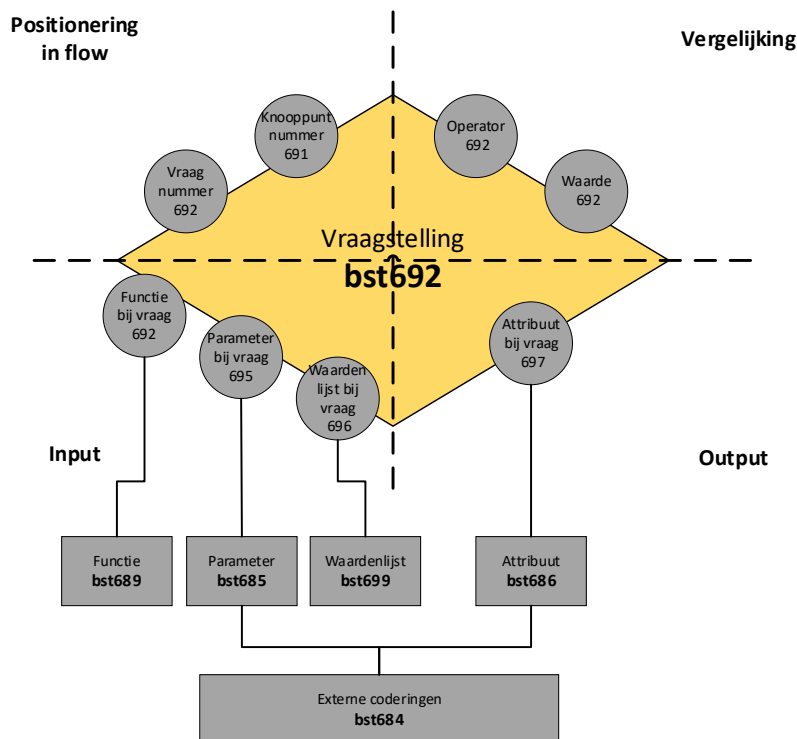 Positionering
in flow
Vergelijking
Knooppunt
nummer
691
Operator
692
Vraag
nummer
692
Waarde
692
Vraagstelling
bst692
Functie
bij vraag
692
Parameter
bij vraag
695
Waarden
lijst bij
vraag
696
Attribuut
bij vraag
697
Input
Output
Functie
bst689
Parameter
bst685
Waardenlijst
bst699
Attribuut
bst686
Externe coderingen
bst684